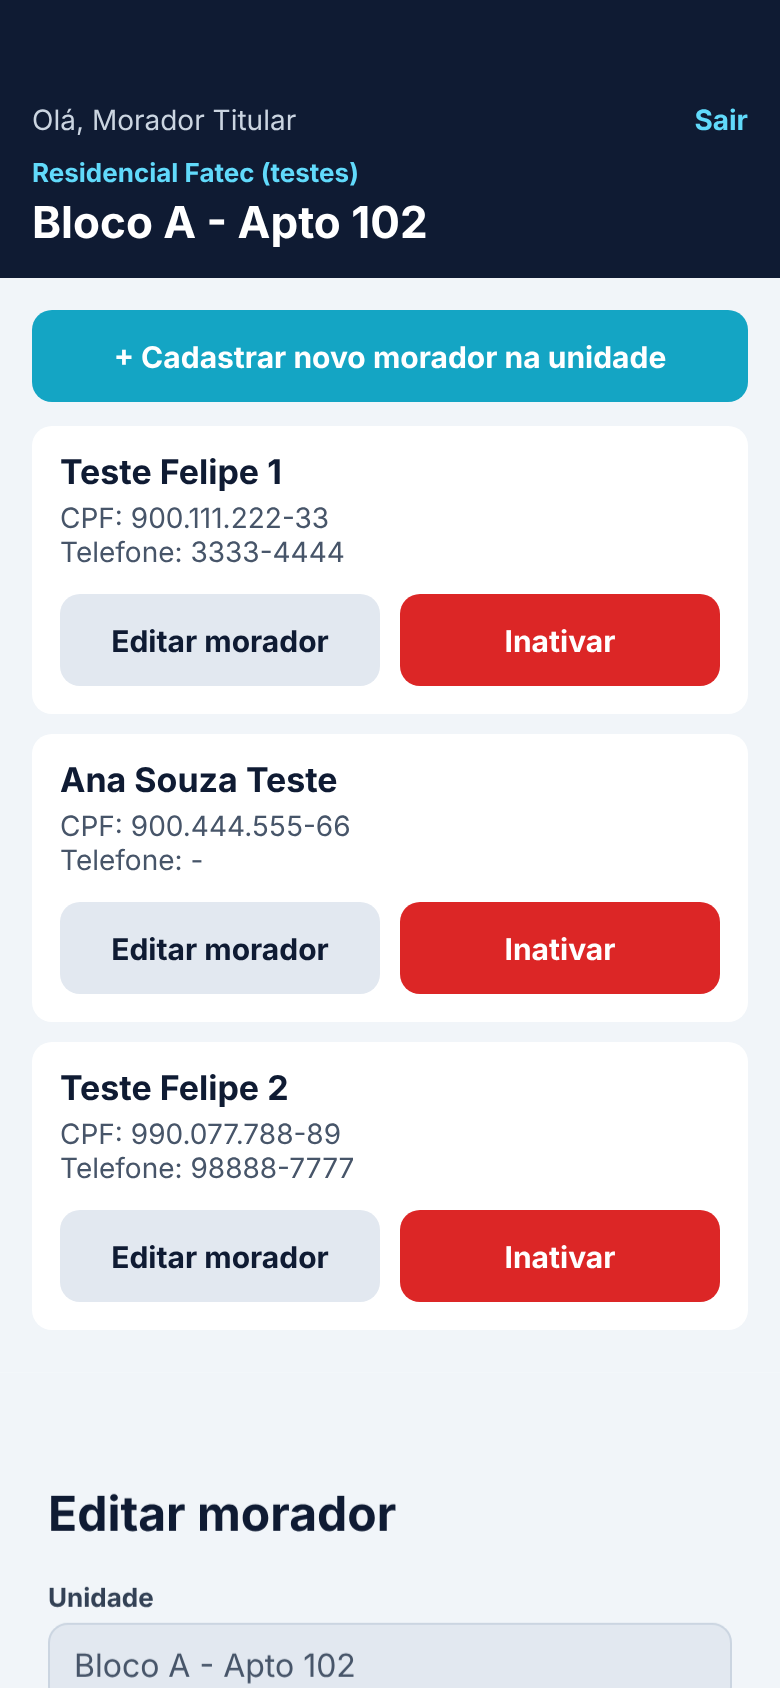 Olá, Morador Titular
Sair
Residencial Fatec (testes)
Bloco A - Apto 102
+ Cadastrar novo morador na unidade
Teste Felipe 1
CPF: 900.111.222-33
Telefone: 3333-4444
Editar morador
Inativar
Ana Souza Teste
CPF: 900.444.555-66
Telefone: -
Editar morador
Inativar
Teste Felipe 2
CPF: 990.077.788-89
Telefone: 98888-7777
Editar morador
Inativar
Editar morador
Unidade
Bloco A - Apto 102